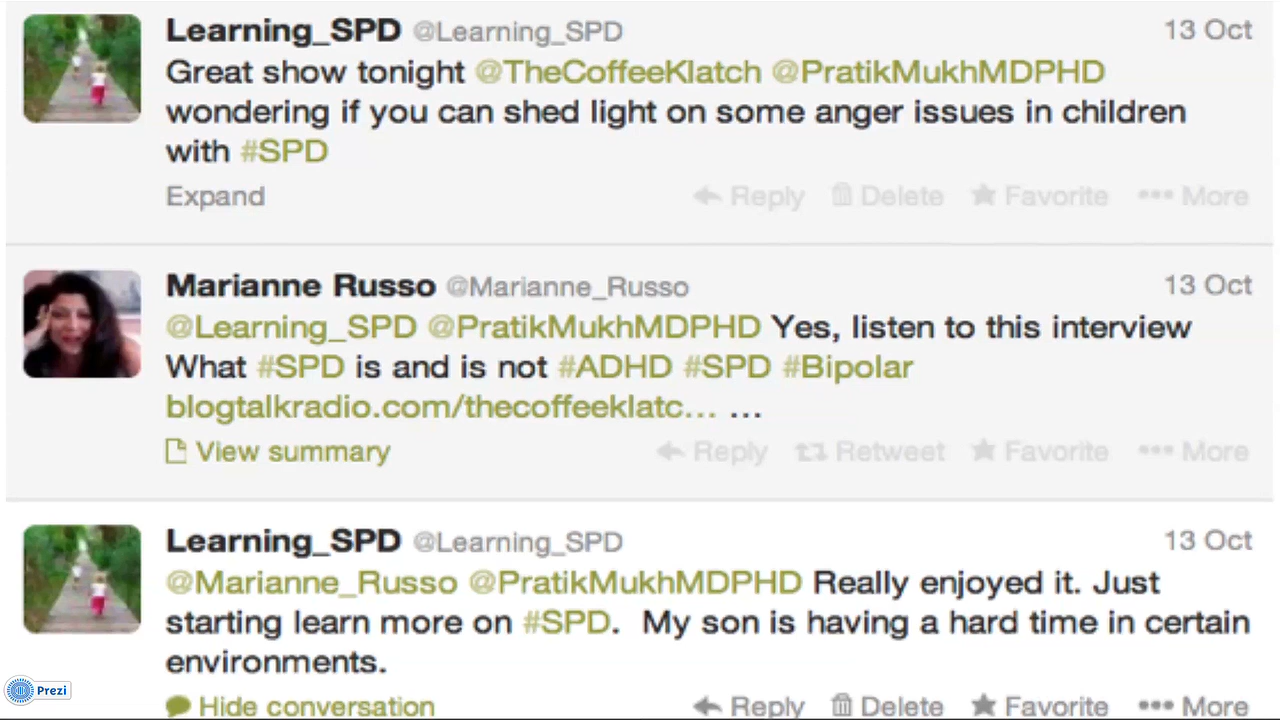 Learning_SPD @Learning_SPD 13 Oct
Great show tonight @TheCoffeeKlatch @PratikMukhMDPHD
wondering if you can shed light on some anger issues in children
with #SPD
Expand Reply Delete Favorite More
Marianne Russo @Marianne_Russo 13 Oct
@Learning_SPD @PratikMukhMDPHD Yes, listen to this interview
What #SPD is and is not #ADHD #SPD #Bipolar
blogtalkradio.com/thecoffeeklatc... ...
View summary Reply Retweet Favorite More
Learning_SPD @Learning_SPD 13 Oct
@Marianne_Russo @PratikMukhMDPHD Really enjoyed it. Just
starting learn more on #SPD. My son is having a hard time in certain
environments.
Prezi
Hide conversation Reply Delete Favorite More